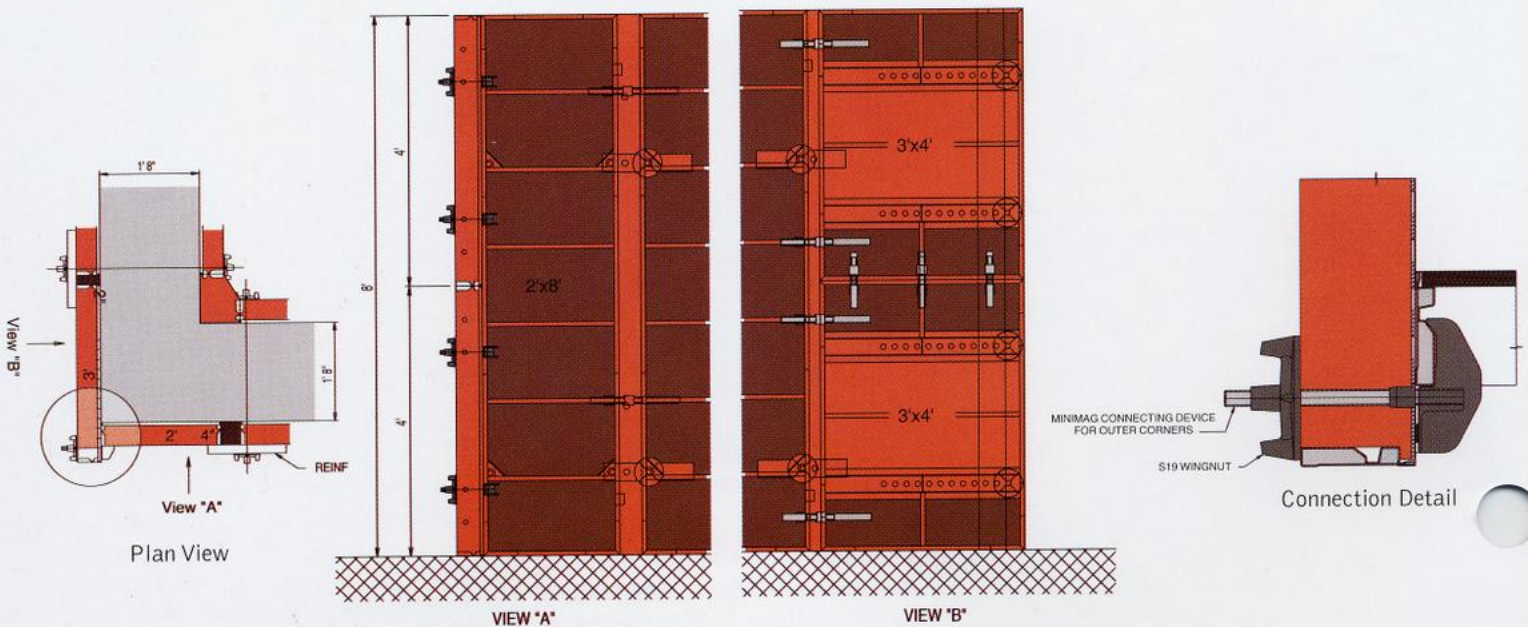 1' 8"
2"
3'
2'
4"
1' 8"
View "B"
REINF
View "A"
Plan View
8'
4'
4'
2'x8'
VIEW "A"
3'x4'
3'x4'
VIEW "B"
MINIMAG CONNECTING DEVICE
FOR OUTER CORNERS
S19 WINGNUT
Connection Detail